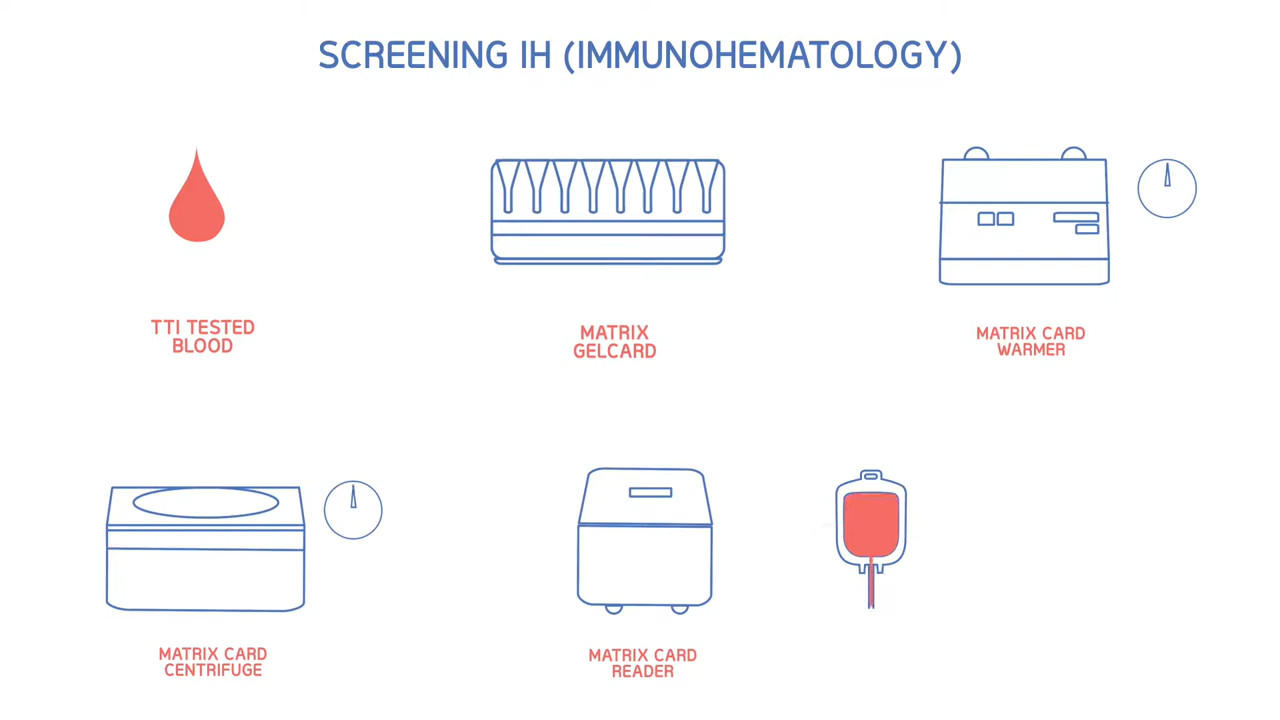 SCREENING IH (IMMUNOHEMATOLOGY)
TTI TESTED
BLOOD
MATRIX
GELCARD
MATRIX CARD
WARMER
MATRIX CARD
CENTRIFUGE
MATRIX CARD
READER